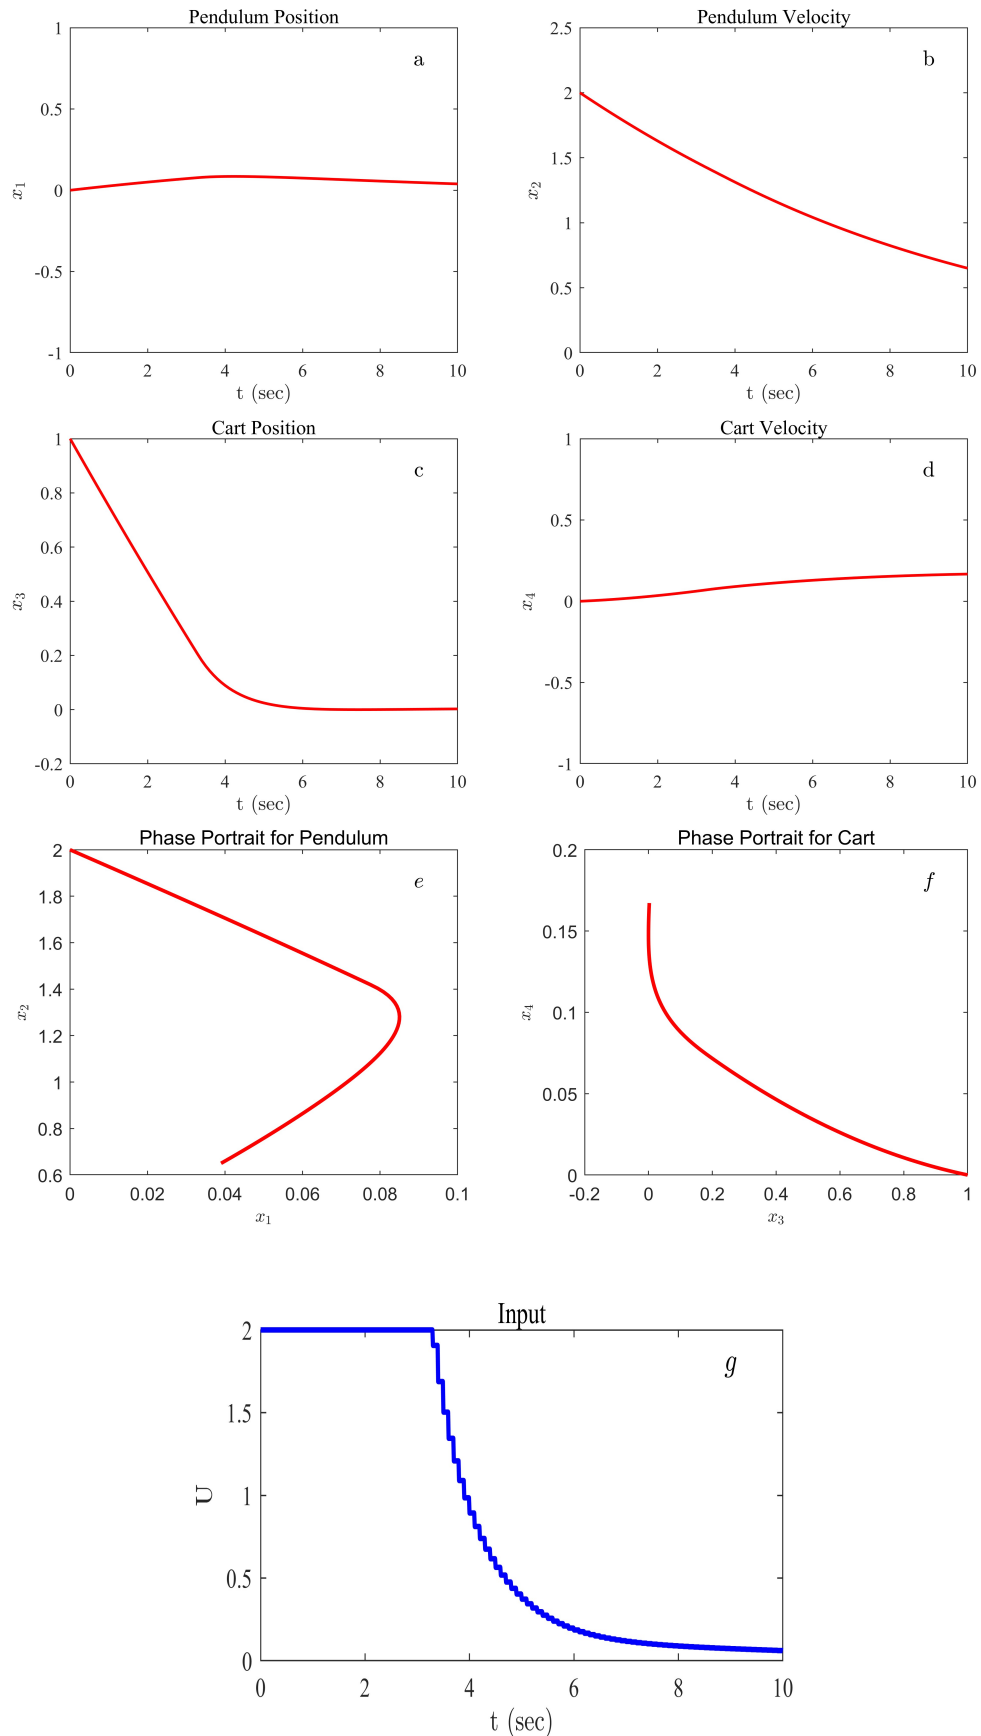 Pendulum Position
1
0.5
0
-0.5
-1
x1
a
0 2 4 6 8 10
t (sec)
Pendulum Velocity
2.5
2
1.5
1
0.5
0
x2
b
0 2 4 6 8 10
t (sec)
Cart Position
1
0.8
0.6
0.4
0.2
0
-0.2
x3
c
0 2 4 6 8 10
t (sec)
Cart Velocity
1
0.5
0
-0.5
-1
x4
d
0 2 4 6 8 10
t (sec)
Phase Portrait for Pendulum
2
1.8
1.6
1.4
1.2
1
0.8
0.6
x2
e
0 0.02 0.04 0.06 0.08 0.1
x1
Phase Portrait for Cart
0.2
0.15
0.1
0.05
0
x4
f
-0.2 0 0.2 0.4 0.6 0.8 1
x3
Input
2
1.5
1
0.5
0
U
g
0 2 4 6 8 10
t (sec)